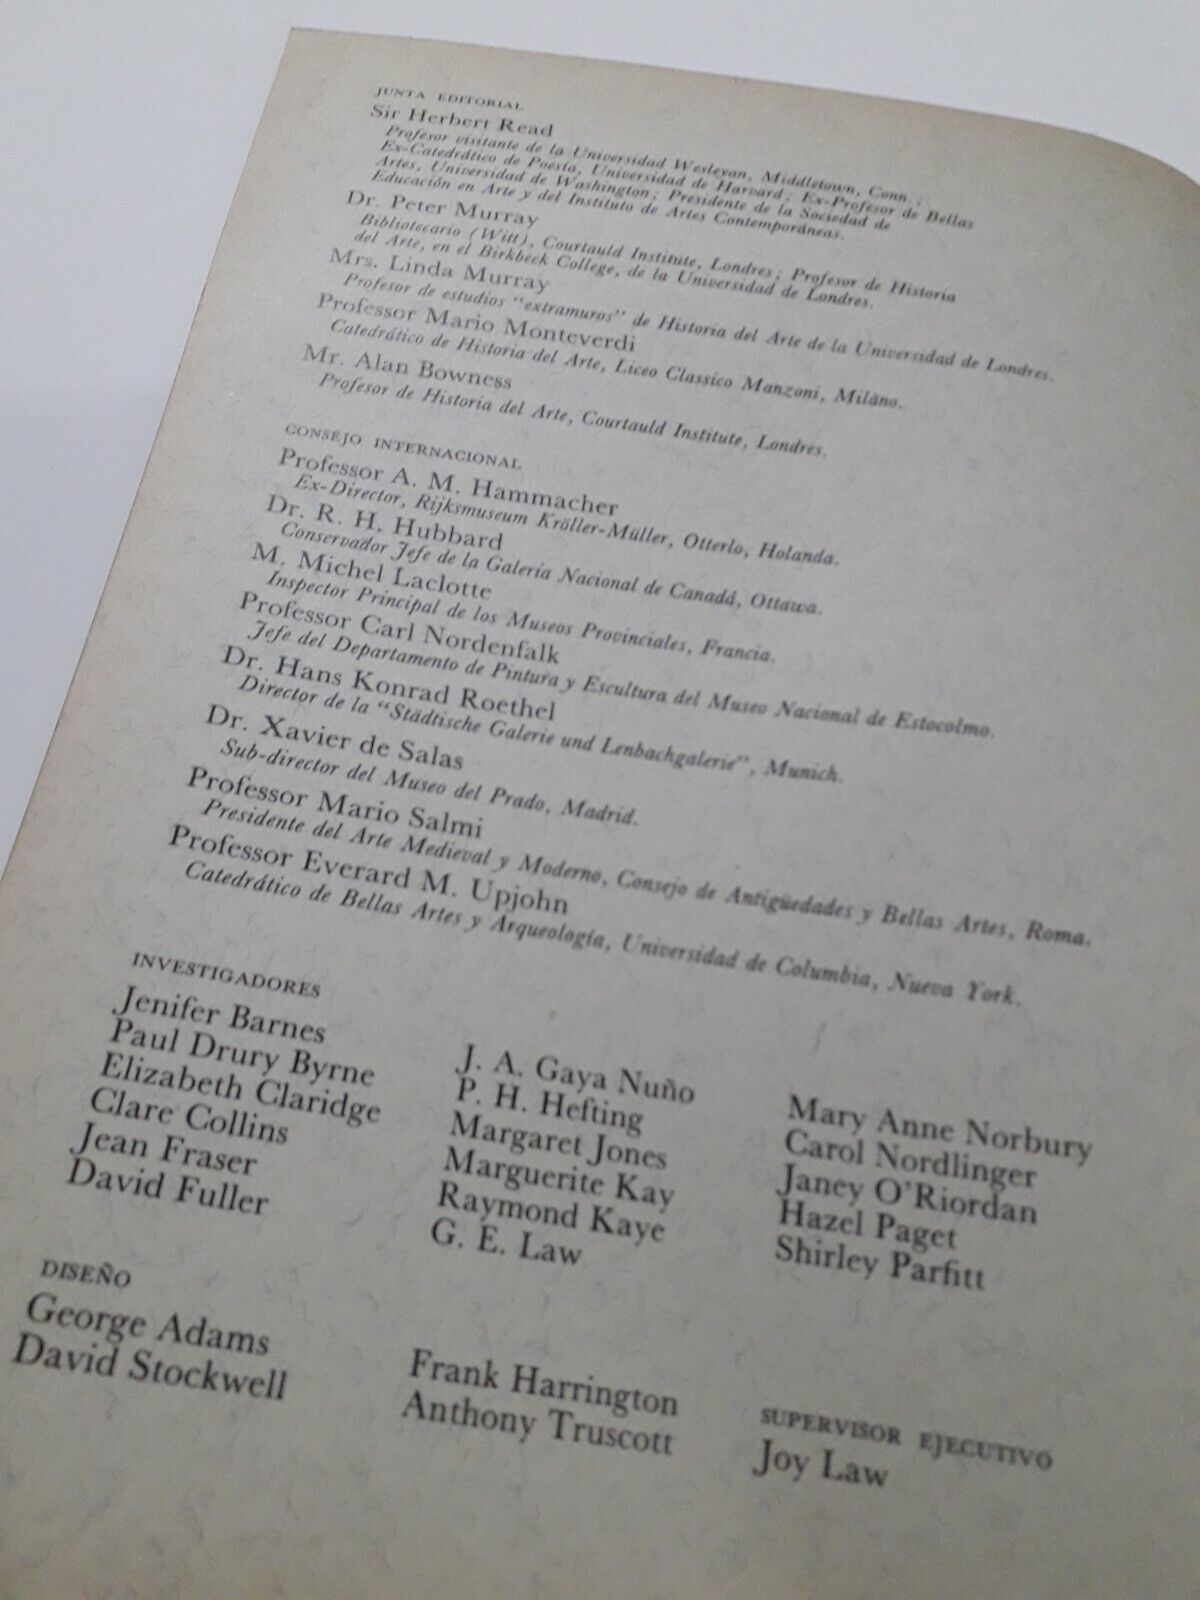 JUNTA EDITORIAL
Sir Herbert Read
Profesor visitante de la Universidad Wesleyan, Middletown, Conn.;
Ex-Catedrático de Poesía, Universidad de Harvard; Ex-Profesor de Bellas
Artes, Universidad de Washington; Presidente de la Sociedad de
Educación en Arte y del Instituto de Artes Contemporáneas.
Dr. Peter Murray
Bibliotecario (Witt), Courtauld Institute, Londres; Profesor de Historia
del Arte, en el Birkbeck College, de la Universidad de Londres.
Mrs. Linda Murray
Profesor de estudios "extramuros" de Historia del Arte de la Universidad de Londres.
Professor Mario Monteverdi
Catedrático de Historia del Arte, Liceo Classico Manzoni, Milàno.
Mr. Alan Bowness
Profesor de Historia del Arte, Courtauld Institute, Londres.
CONSEJO INTERNACIONAL
Professor A. M. Hammacher
Ex-Director, Rijksmuseum Kröller-Müller, Otterlo, Holanda.
Dr. R. H. Hubbard
Conservador Jefe de la Galería Nacional de Canadá, Ottawa.
M. Michel Laclotte
Inspector Principal de los Museos Provinciales, Francia.
Professor Carl Nordenfalk
Jefe del Departamento de Pintura y Escultura del Museo Nacional de Estocolmo.
Dr. Hans Konrad Roethel
Director de la "Städtische Galerie und Lenbachgalerie", Munich.
Dr. Xavier de Salas
Sub-director del Museo del Prado, Madrid.
Professor Mario Salmi
Presidente del Arte Medieval y Moderno, Consejo de Antigüedades y Bellas Artes, Roma.
Professor Everard M. Upjohn
Catedrático de Bellas Artes y Arqueología, Universidad de Columbia, Nueva York.
INVESTIGADORES
Jenifer Barnes
Paul Drury Byrne
Elizabeth Claridge
Clare Collins
Jean Fraser
David Fuller
J. A. Gaya Nuño
P. H. Hefting
Margaret Jones
Marguerite Kay
Raymond Kaye
G. E. Law
Mary Anne Norbury
Carol Nordlinger
Janey O'Riordan
Hazel Paget
Shirley Parfitt
DISEÑO
George Adams
David Stockwell
Frank Harrington
Anthony Truscott
SUPERVISOR EJECUTIVO
Joy Law